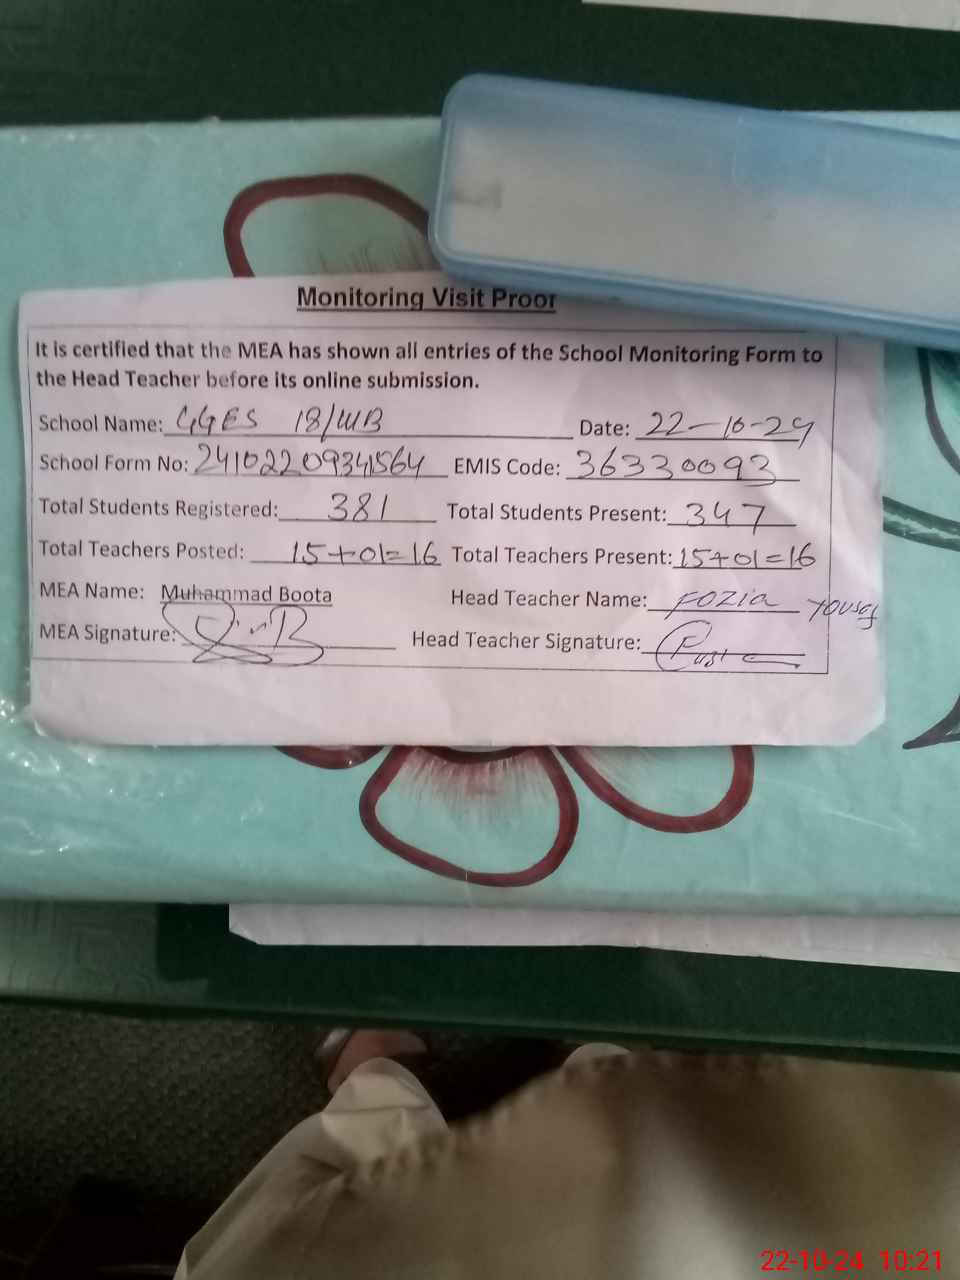 Monitoring Visit Proof
It is certified that the MEA has shown all entries of the School Monitoring Form to
the Head Teacher before its online submission.
School Name: GGES 18/WB Date: 22-10-24
School Form No: 24102209341564 EMIS Code: 36330093
Total Students Registered: 381 Total Students Present: 347
Total Teachers Posted: 15+01=16 Total Teachers Present: 15+01=16
MEA Name: Muhammad Boota Head Teacher Name: Fozia Yousaf
MEA Signature: Head Teacher Signature:
22-10-24 10:21